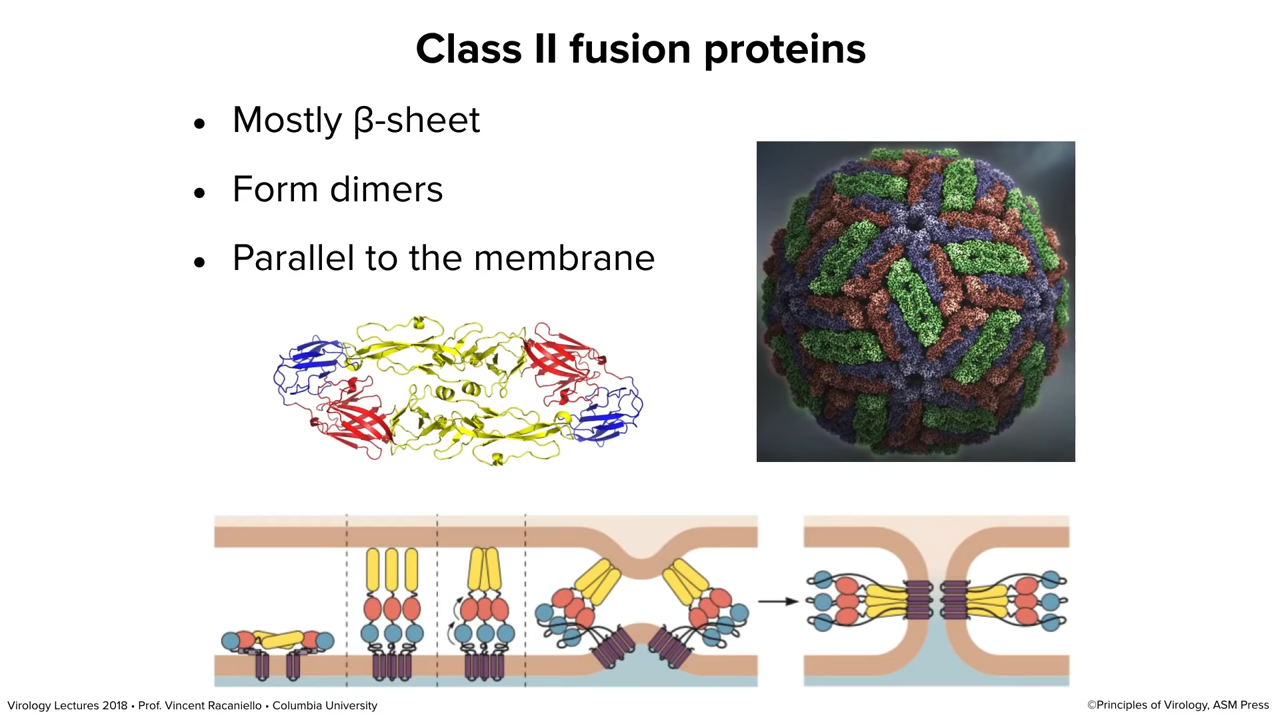 Class II fusion proteins
• Mostly β-sheet
• Form dimers
• Parallel to the membrane
Virology Lectures 2018 • Prof. Vincent Racaniello • Columbia University
©Principles of Virology, ASM Press